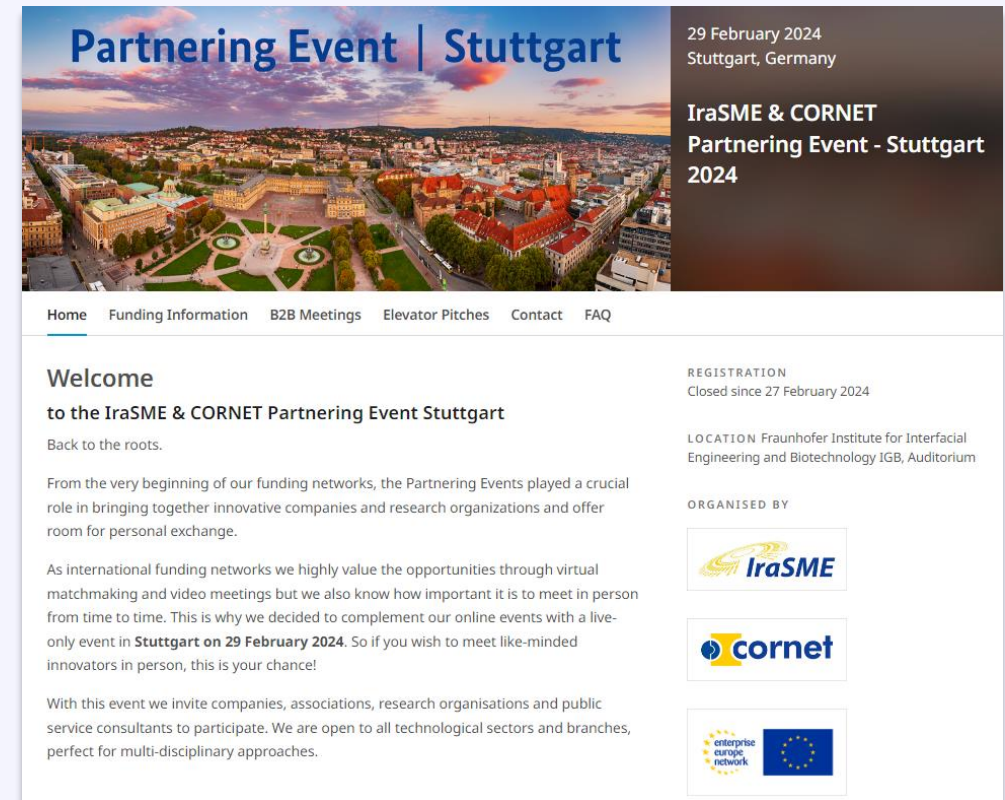 Partnering Event | Stuttgart
29 February 2024
Stuttgart, Germany
IraSME & CORNET
Partnering Event - Stuttgart
2024
Home Funding Information B2B Meetings Elevator Pitches Contact FAQ
Welcome
to the IraSME & CORNET Partnering Event Stuttgart
Back to the roots.
From the very beginning of our funding networks, the Partnering Events played a crucial
role in bringing together innovative companies and research organizations and offer
room for personal exchange.
As international funding networks we highly value the opportunities through virtual
matchmaking and video meetings but we also know how important it is to meet in person
from time to time. This is why we decided to complement our online events with a live-
only event in Stuttgart on 29 February 2024. So if you wish to meet like-minded
innovators in person, this is your chance!
With this event we invite companies, associations, research organisations and public
service consultants to participate. We are open to all technological sectors and branches,
perfect for multi-disciplinary approaches.
REGISTRATION
Closed since 27 February 2024
LOCATION Fraunhofer Institute for Interfacial
Engineering and Biotechnology IGB, Auditorium
ORGANISED BY
IraSME
cornet
enterprise
europe
network